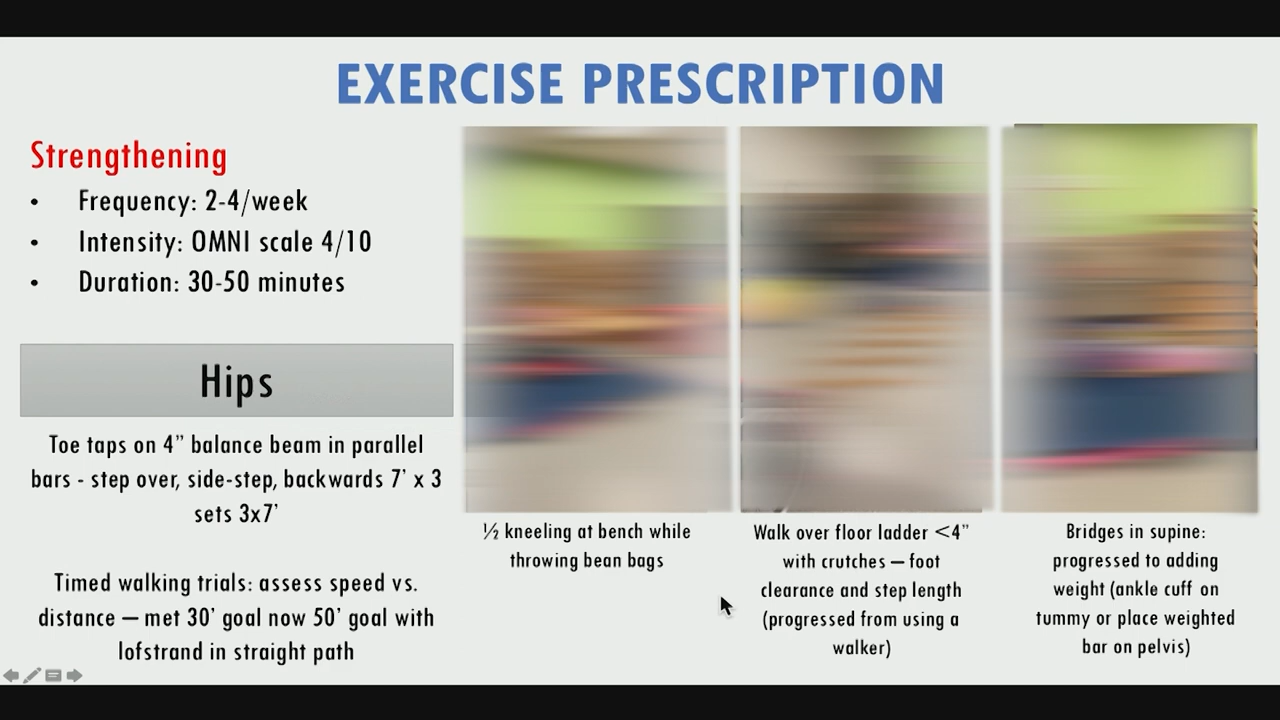 EXERCISE PRESCRIPTION
Strengthening
• Frequency: 2-4/week
• Intensity: OMNI scale 4/10
• Duration: 30-50 minutes
Hips
Toe taps on 4” balance beam in parallel
bars - step over, side-step, backwards 7’ x 3
sets 3x7’
Timed walking trials: assess speed vs.
distance – met 30’ goal now 50’ goal with
lofstrand in straight path
½ kneeling at bench while
throwing bean bags
Walk over floor ladder <4”
with crutches – foot
clearance and step length
(progressed from using a
walker)
Bridges in supine:
progressed to adding
weight (ankle cuff on
tummy or place weighted
bar on pelvis)